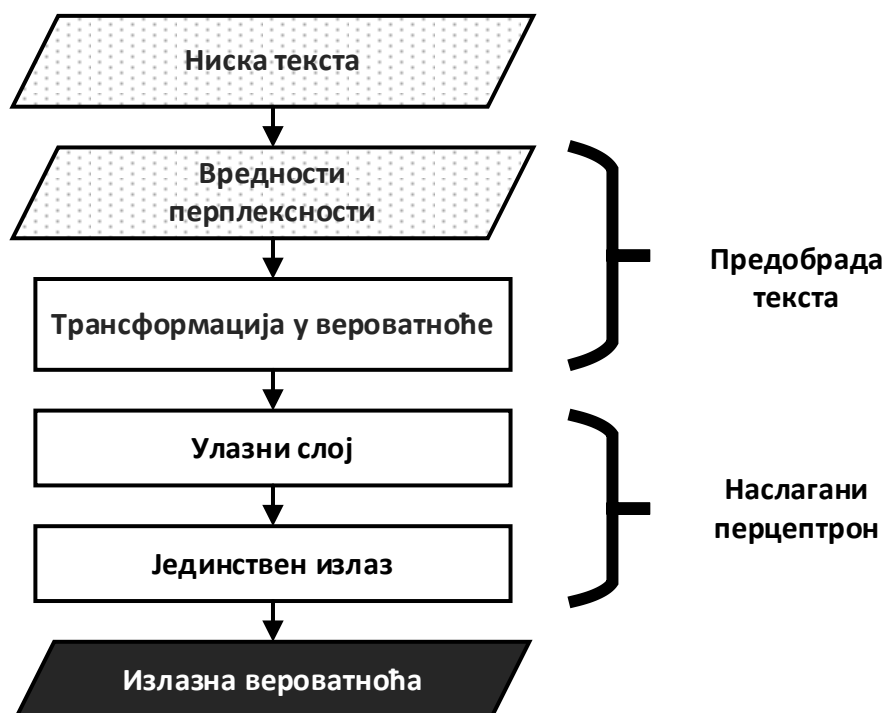 Ниска текста
Вредности
перплексности
Предобрада
текста
Трансформација у вероватноће
Улазни слој
Наслагани
перцептрон
Јединствен излаз
Излазна вероватноћа